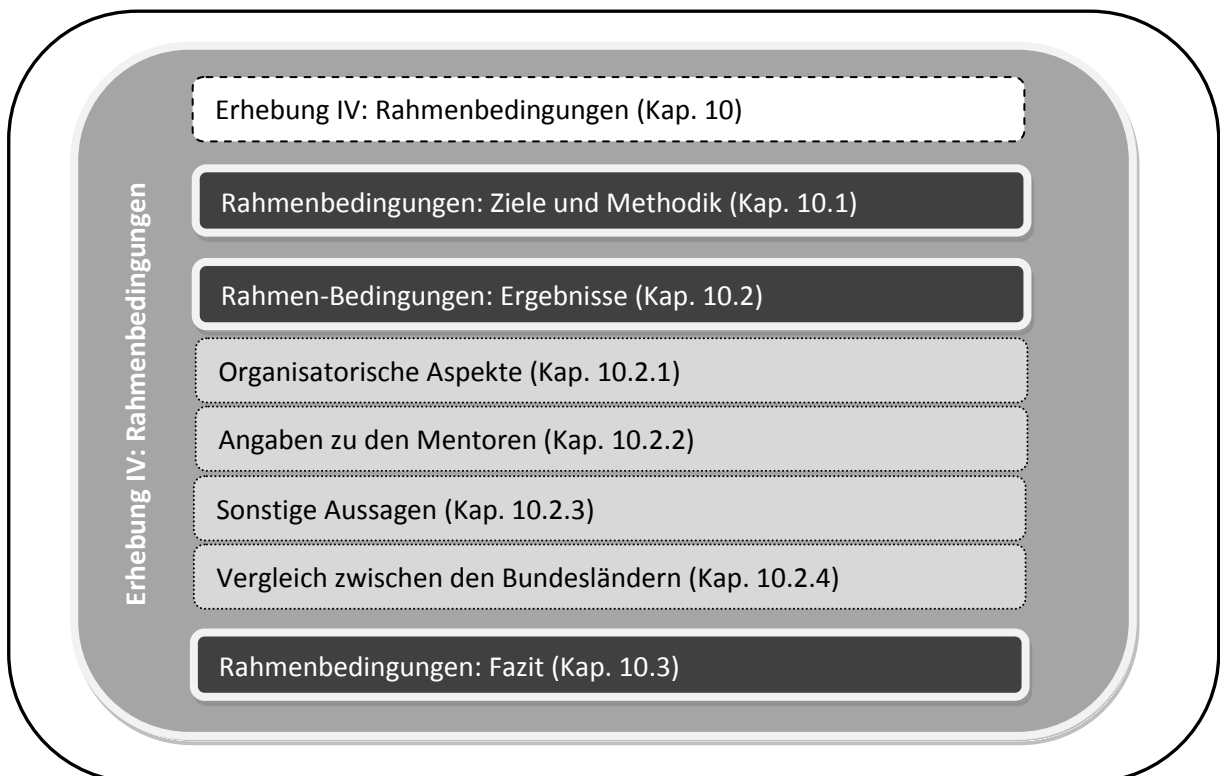 Erhebung IV: Rahmenbedingungen
Erhebung IV: Rahmenbedingungen (Kap. 10)
Rahmenbedingungen: Ziele und Methodik (Kap. 10.1)
Rahmen-Bedingungen: Ergebnisse (Kap. 10.2)
Organisatorische Aspekte (Kap. 10.2.1)
Angaben zu den Mentoren (Kap. 10.2.2)
Sonstige Aussagen (Kap. 10.2.3)
Vergleich zwischen den Bundesländern (Kap. 10.2.4)
Rahmenbedingungen: Fazit (Kap. 10.3)